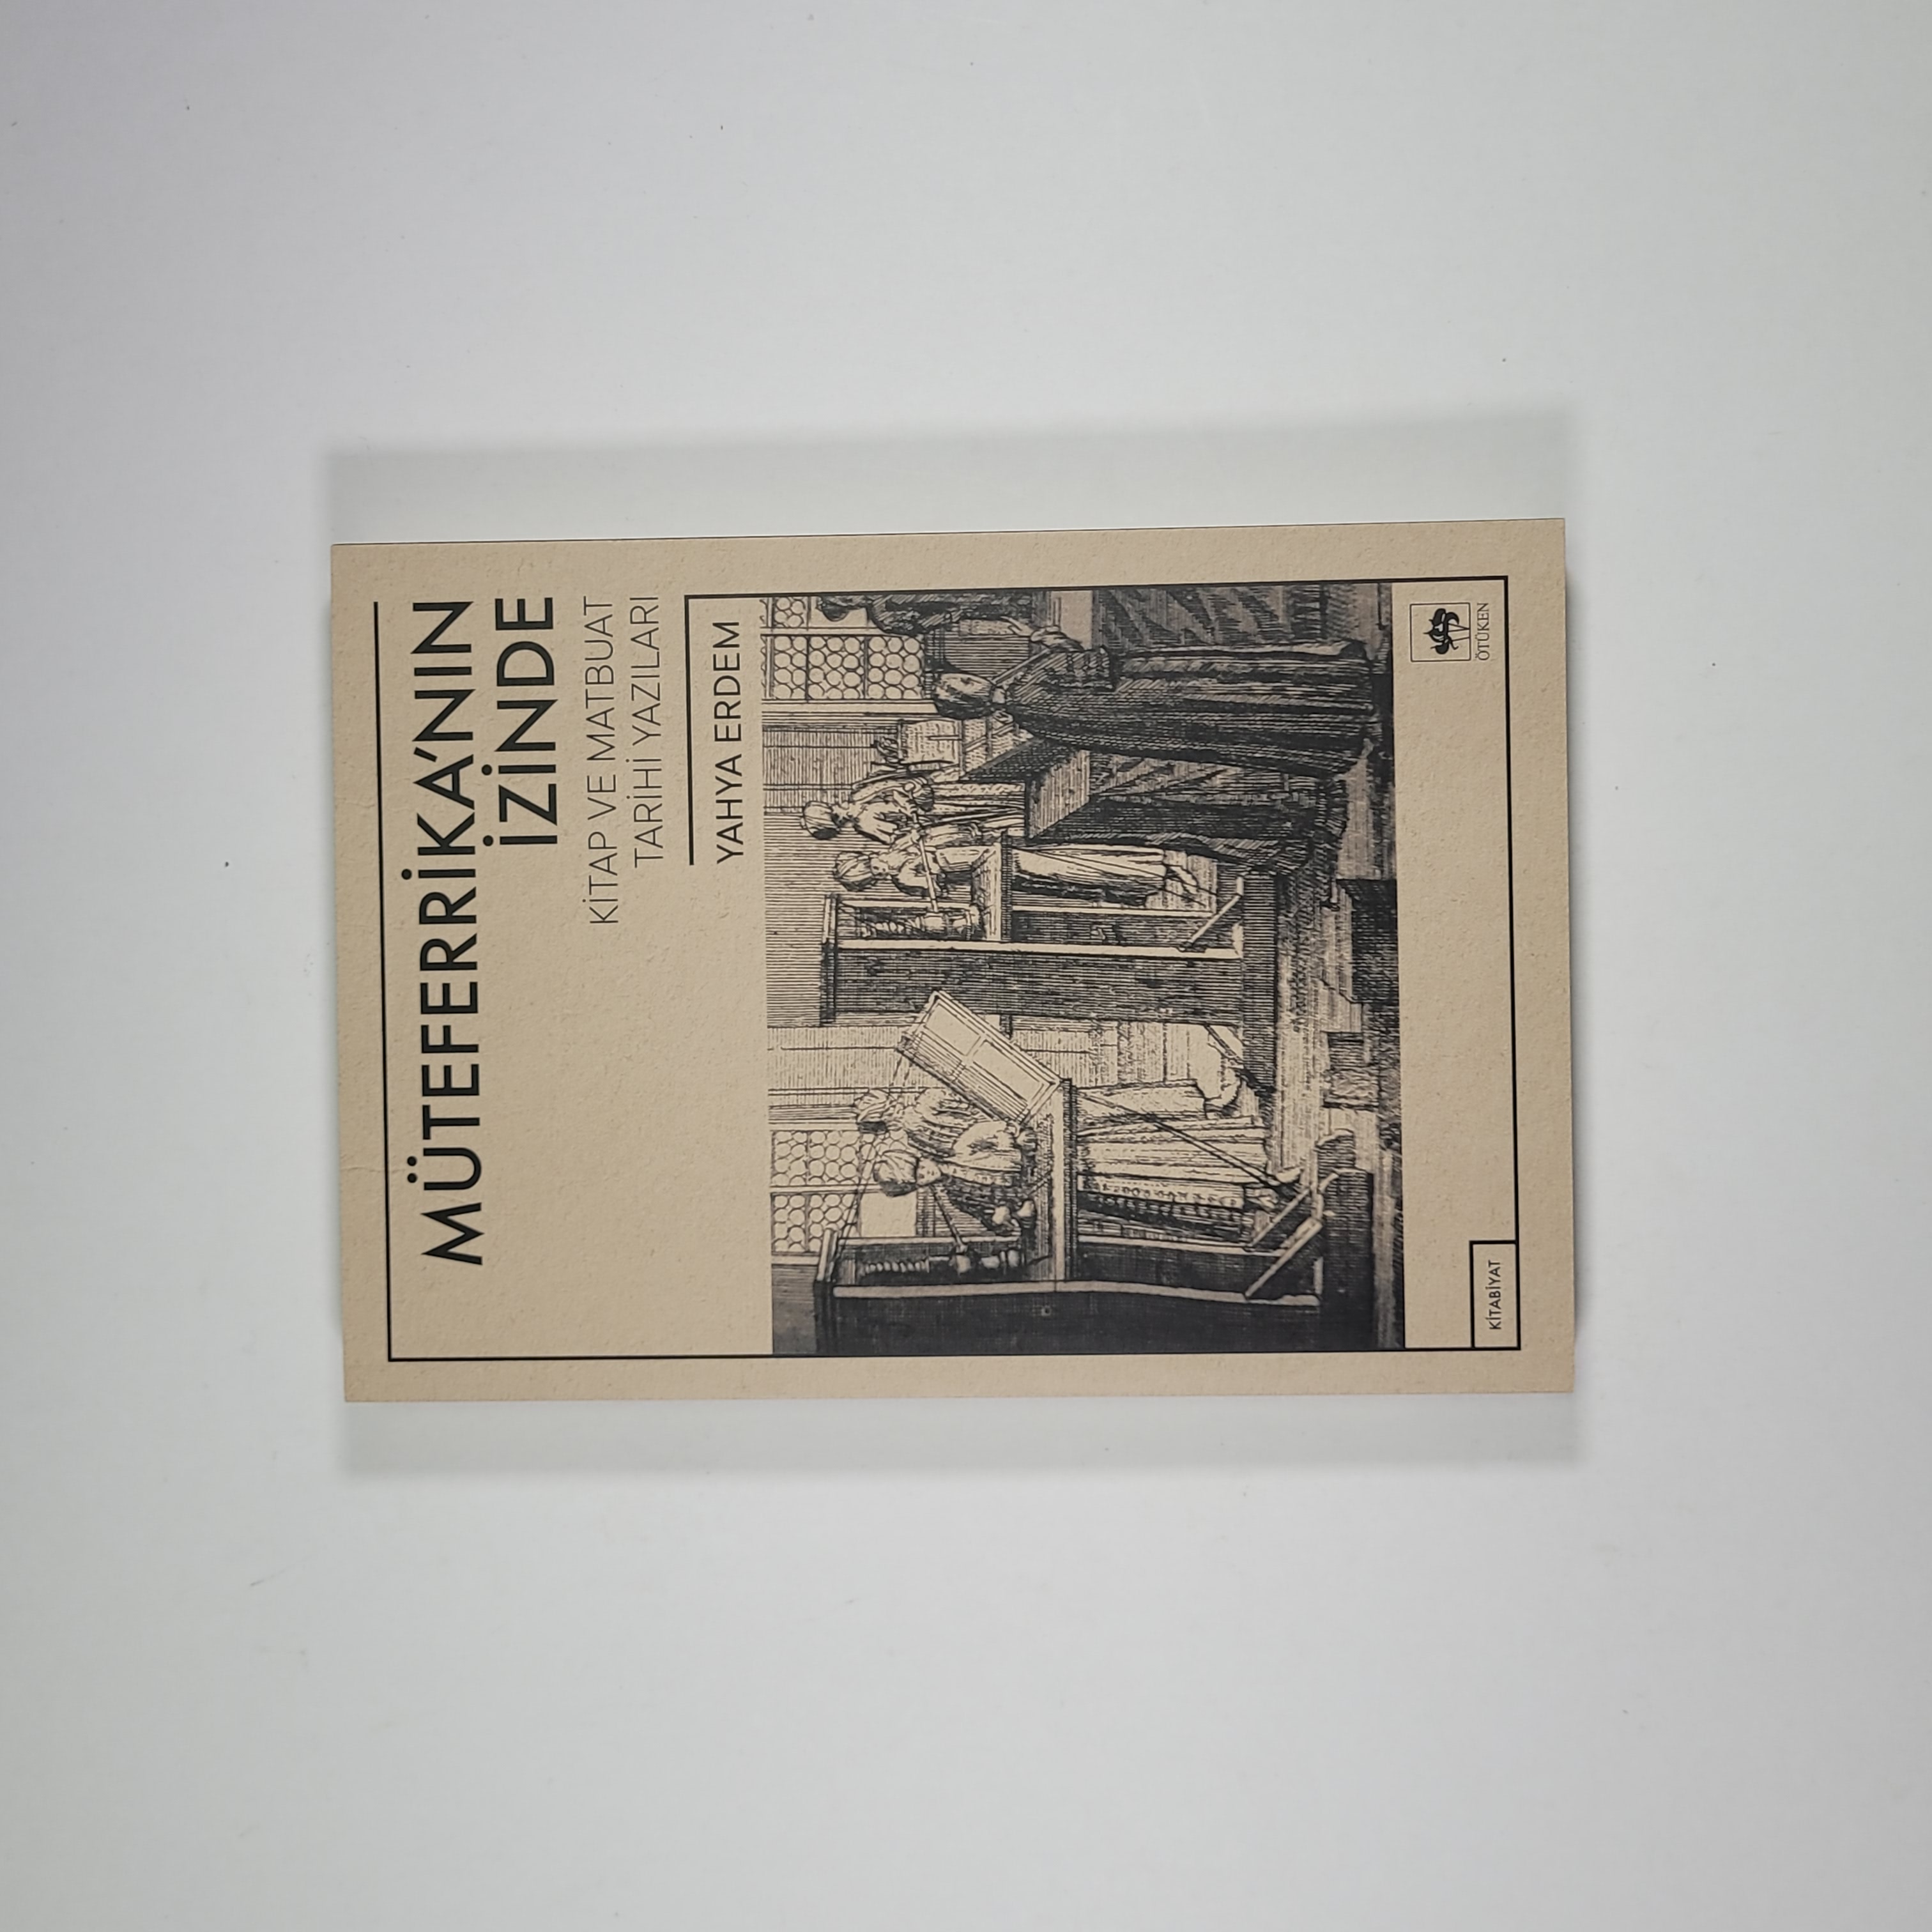 MÜTEFERRİKA'NIN
İZİNDE
KİTAP VE MATBUAT
TARİHİ YAZILARI
YAHYA ERDEM
KİTABİYAT
ÖTÜKEN